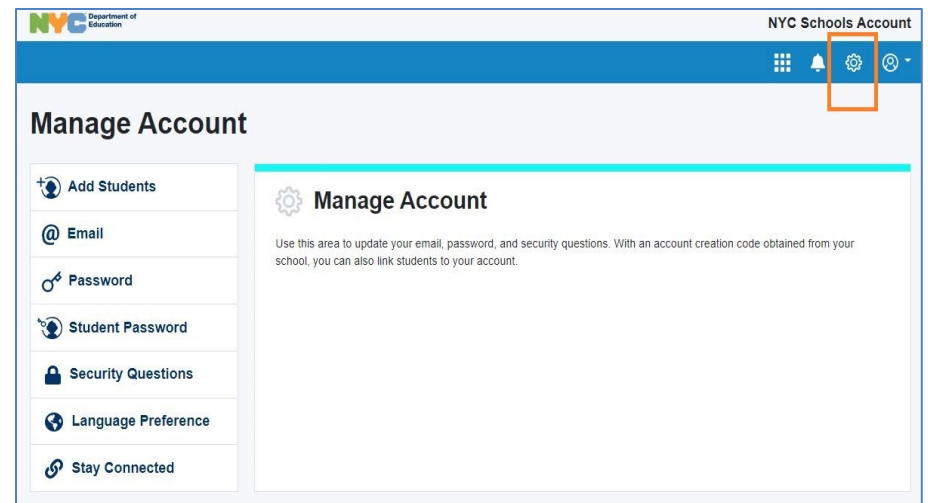 NYC Department of
Education
NYC Schools Account
Manage Account
Add Students
@ Email
Password
Student Password
Security Questions
Language Preference
Stay Connected
Manage Account
Use this area to update your email, password, and security questions. With an account creation code obtained from your
school, you can also link students to your account.